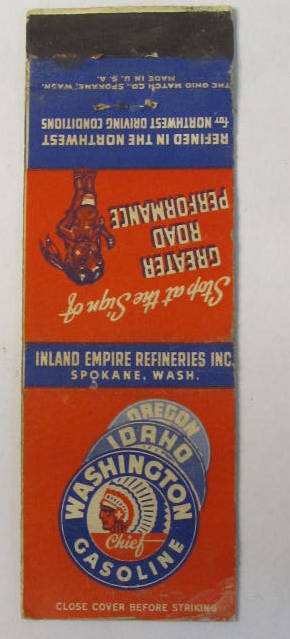 THE OHIO MATCH CO., SPOKANE, WASH.
MADE IN U. S. A.
REFINED IN THE NORTHWEST
for NORTHWEST DRIVING CONDITIONS
Stop at the Sign of
GREATER
ROAD
PERFORMANCE
INLAND EMPIRE REFINERIES INC.
SPOKANE, WASH.
OREGON
IDAHO
WASHINGTON
Chief
GASOLINE
CLOSE COVER BEFORE STRIKING